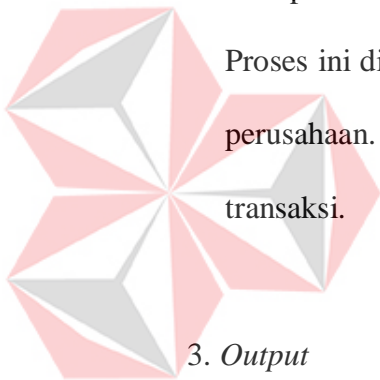 Proses ini di
perusahaan.
transaksi.
3. Output